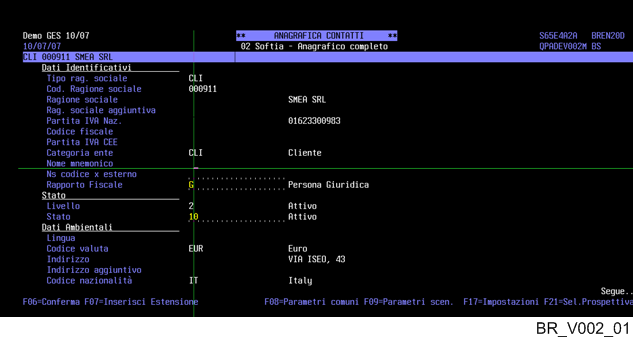 Demo GES 10/07 ** ANAGRAFICA CONTATTI ** S65E4A2A BREN20D
10/07/07 02 Softia - Anagrafico completo QPADEV002M BS
CLI 000911 SMEA SRL
Dati Identificativi
Tipo rag. sociale CLI
Cod. Ragione sociale 000911
Ragione sociale SMEA SRL
Rag. sociale aggiuntiva
Partita IVA Naz. 01623300983
Codice fiscale
Partita IVA CEE
Categoria ente CLI Cliente
Nome mnemonico
Ns codice x esterno
Rapporto Fiscale G Persona Giuridica
Stato
Livello 2 Attivo
Stato 10 Attivo
Dati Ambientali
Lingua
Codice valuta EUR Euro
Indirizzo VIA ISEO, 43
Indirizzo aggiuntivo
Codice nazionalità IT Italy
Segue..
F06=Conferma F07=Inserisci Estensione F08=Parametri comuni F09=Parametri scen. F17=Impostazioni F21=Sel.Prospettiva
BR_V002_01